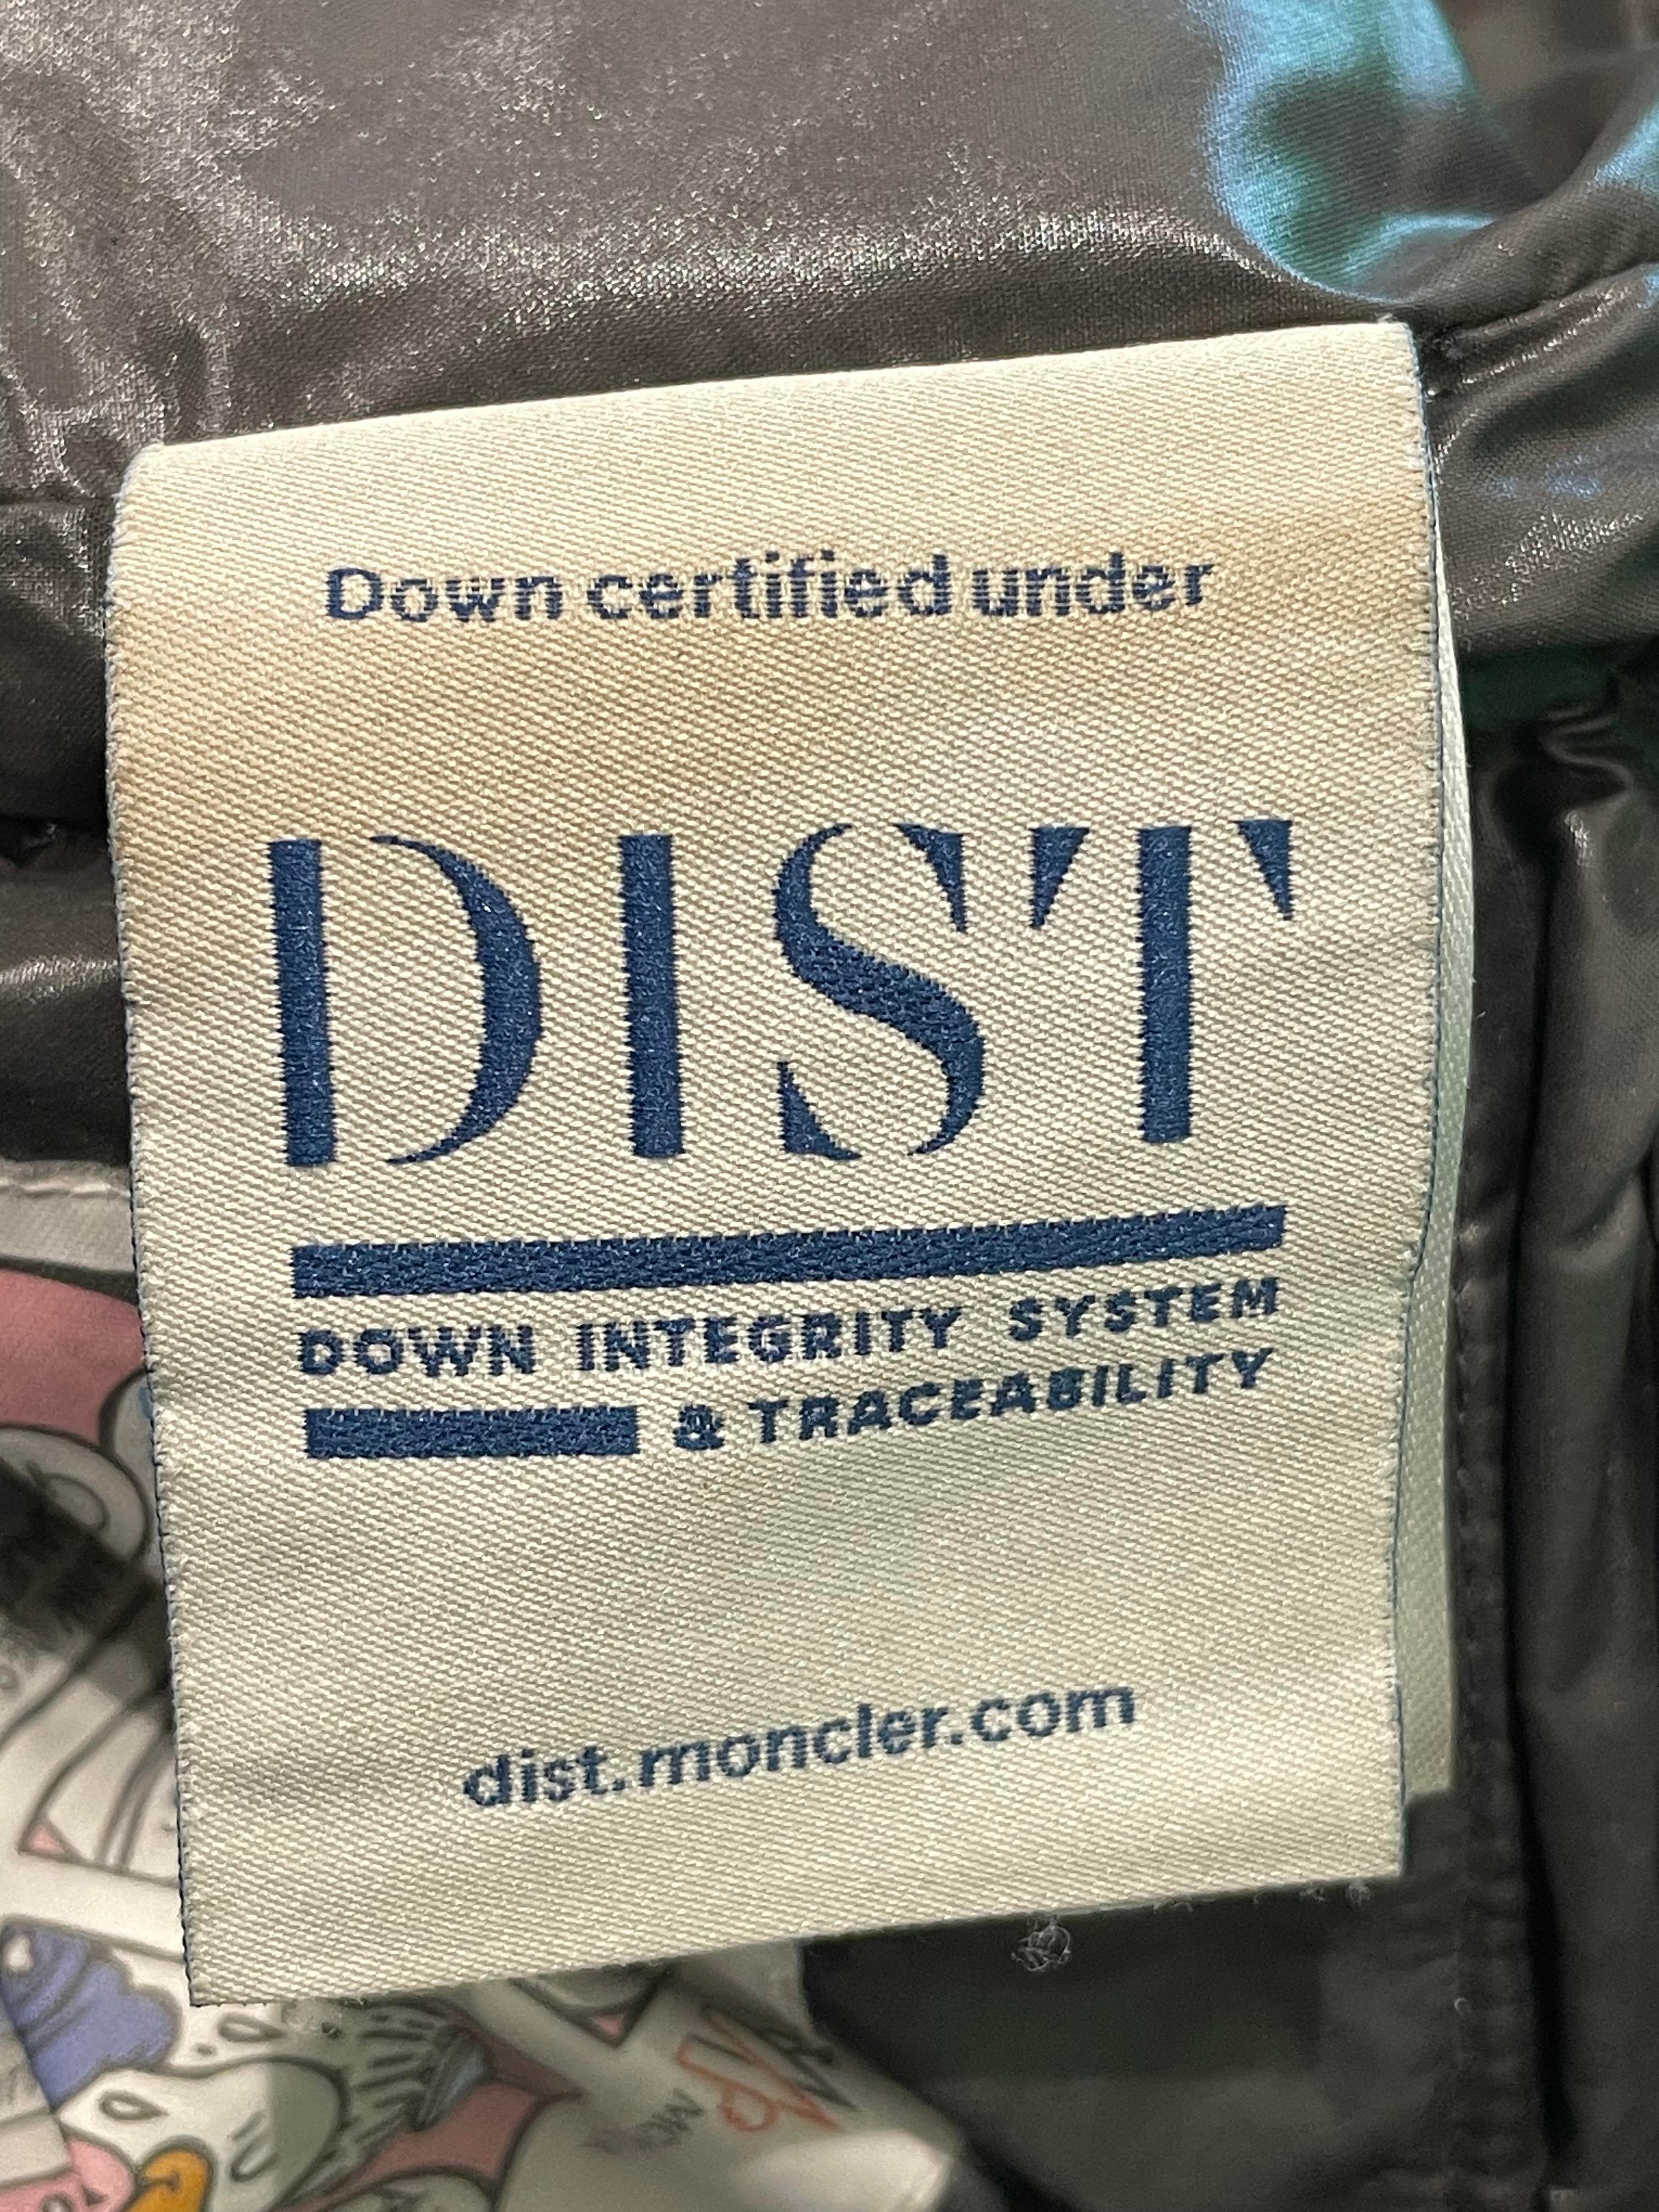 Down certified under
DIST
DOWN INTEGRITY SYSTEM
& TRACEABILITY
dist.moncler.com